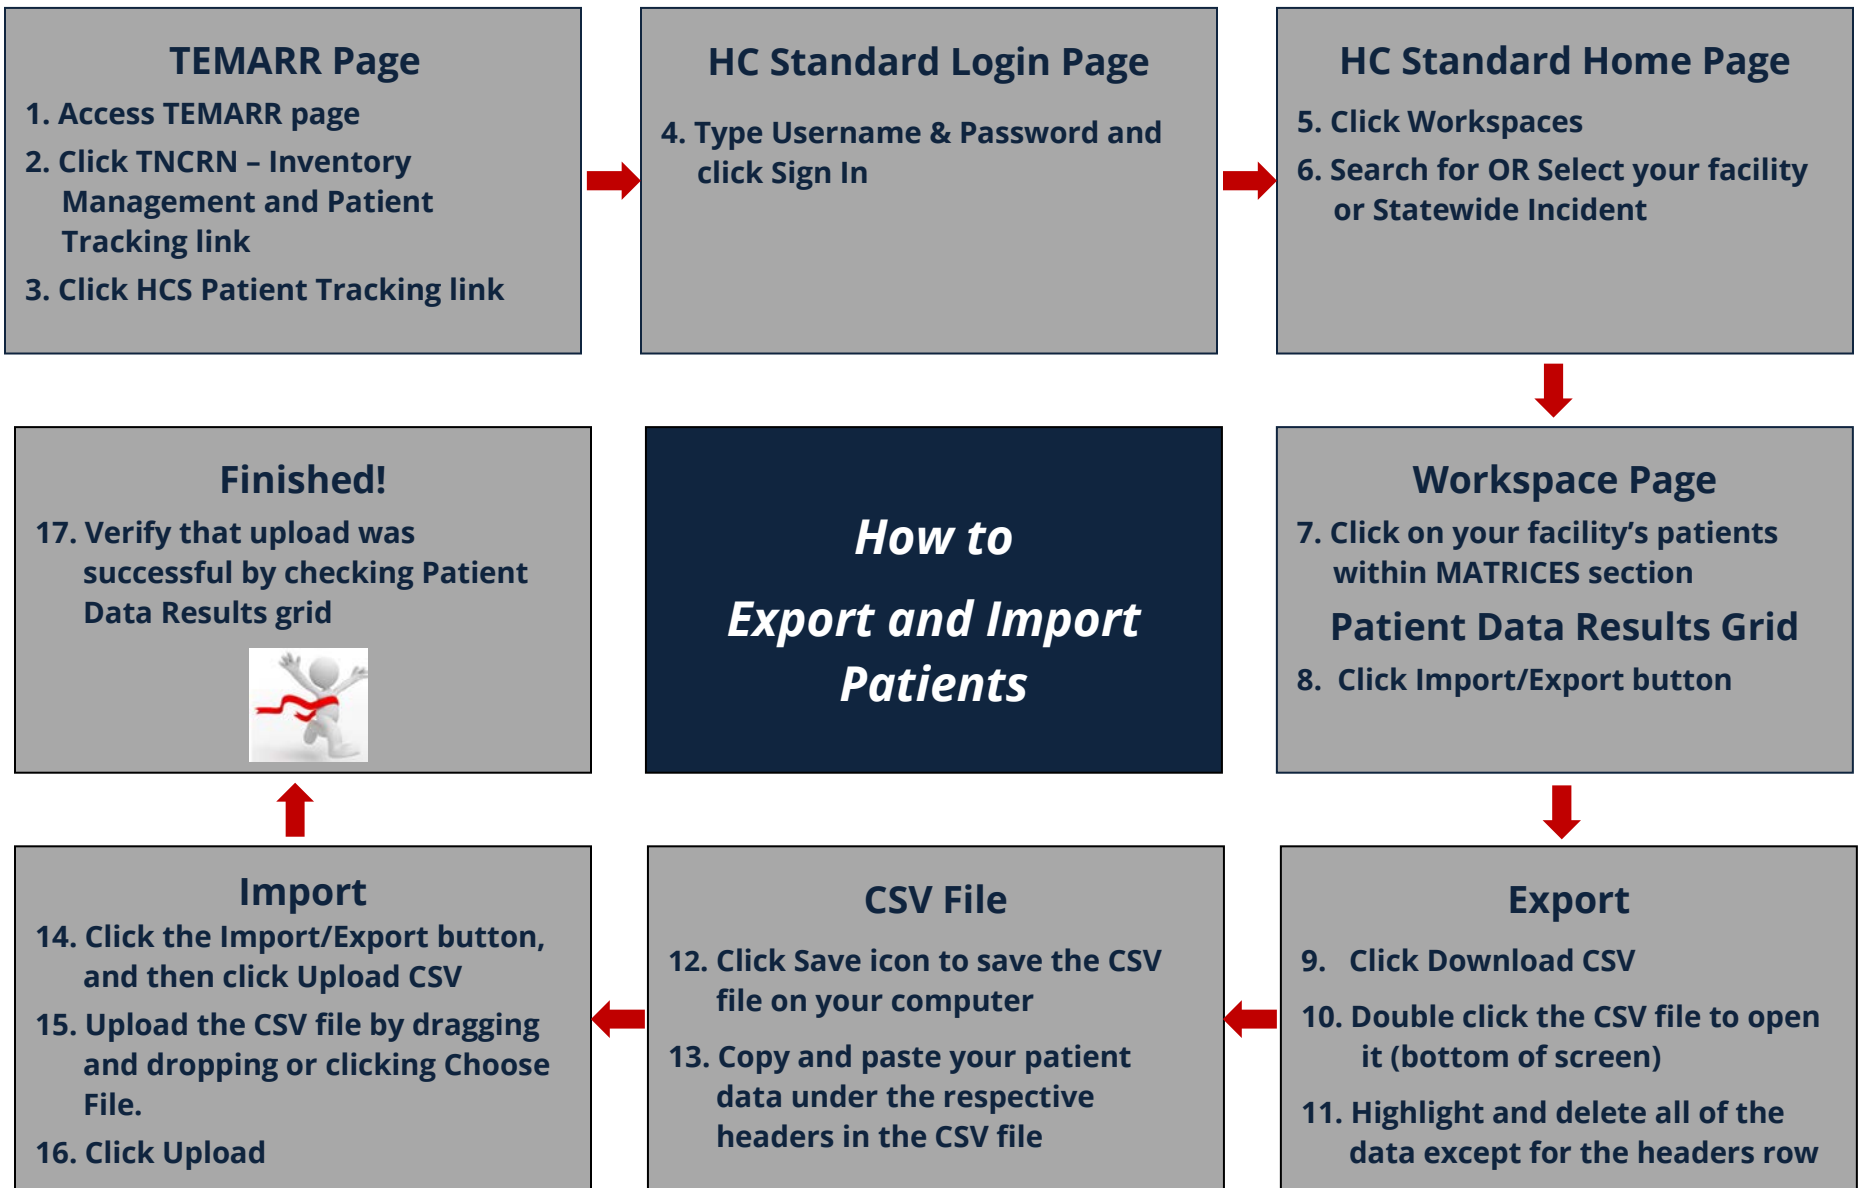 TEMARR Page
1. Access TEMARR page
2. Click TNCRN – Inventory
Management and Patient
Tracking link
3. Click HCS Patient Tracking link
HC Standard Login Page
4. Type Username & Password and
click Sign In
HC Standard Home Page
5. Click Workspaces
6. Search for OR Select your facility
or Statewide Incident
Workspace Page
7. Click on your facility’s patients
within MATRICES section
Patient Data Results Grid
8. Click Import/Export button
Export
9. Click Download CSV
10. Double click the CSV file to open
it (bottom of screen)
11. Highlight and delete all of the
data except for the headers row
CSV File
12. Click Save icon to save the CSV
file on your computer
13. Copy and paste your patient
data under the respective
headers in the CSV file
Import
14. Click the Import/Export button,
and then click Upload CSV
15. Upload the CSV file by dragging
and dropping or clicking Choose
File.
16. Click Upload
Finished!
17. Verify that upload was
successful by checking Patient
Data Results grid
How to
Export and Import
Patients